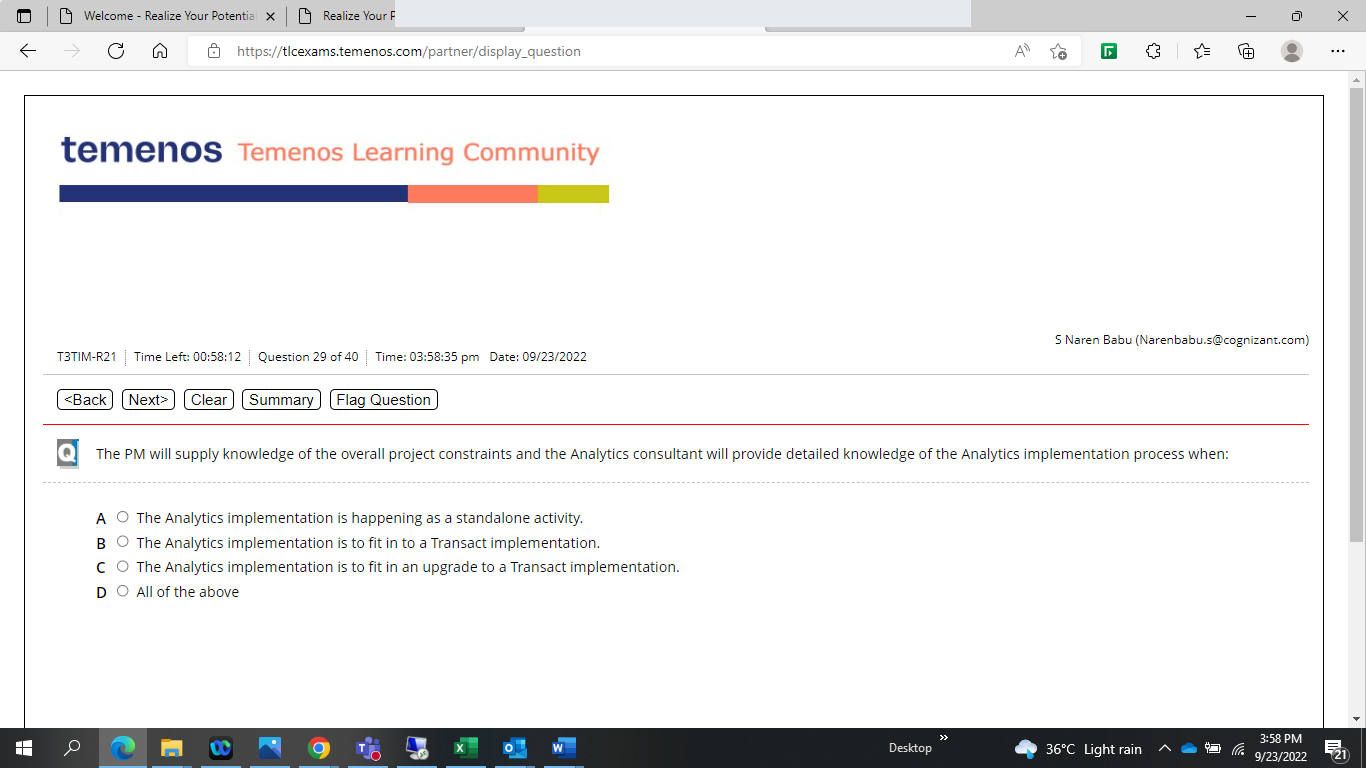 Welcome - Realize Your Potentia
Realize Your P
https://tlcexams.temenos.com/partner/display_question
temenos Temenos Learning Community
S Naren Babu (Narenbabu.s@cognizant.com)
T3TIM-R21 Time Left: 00:58:12 Question 29 of 40 Time: 03:58:35 pm Date: 09/23/2022
<Back Next> Clear Summary Flag Question
Q The PM will supply knowledge of the overall project constraints and the Analytics consultant will provide detailed knowledge of the Analytics implementation process when:
A The Analytics implementation is happening as a standalone activity.
B The Analytics implementation is to fit in to a Transact implementation.
C The Analytics implementation is to fit in an upgrade to a Transact implementation.
D All of the above
Desktop » 36°C Light rain 3:58 PM
9/23/2022
21